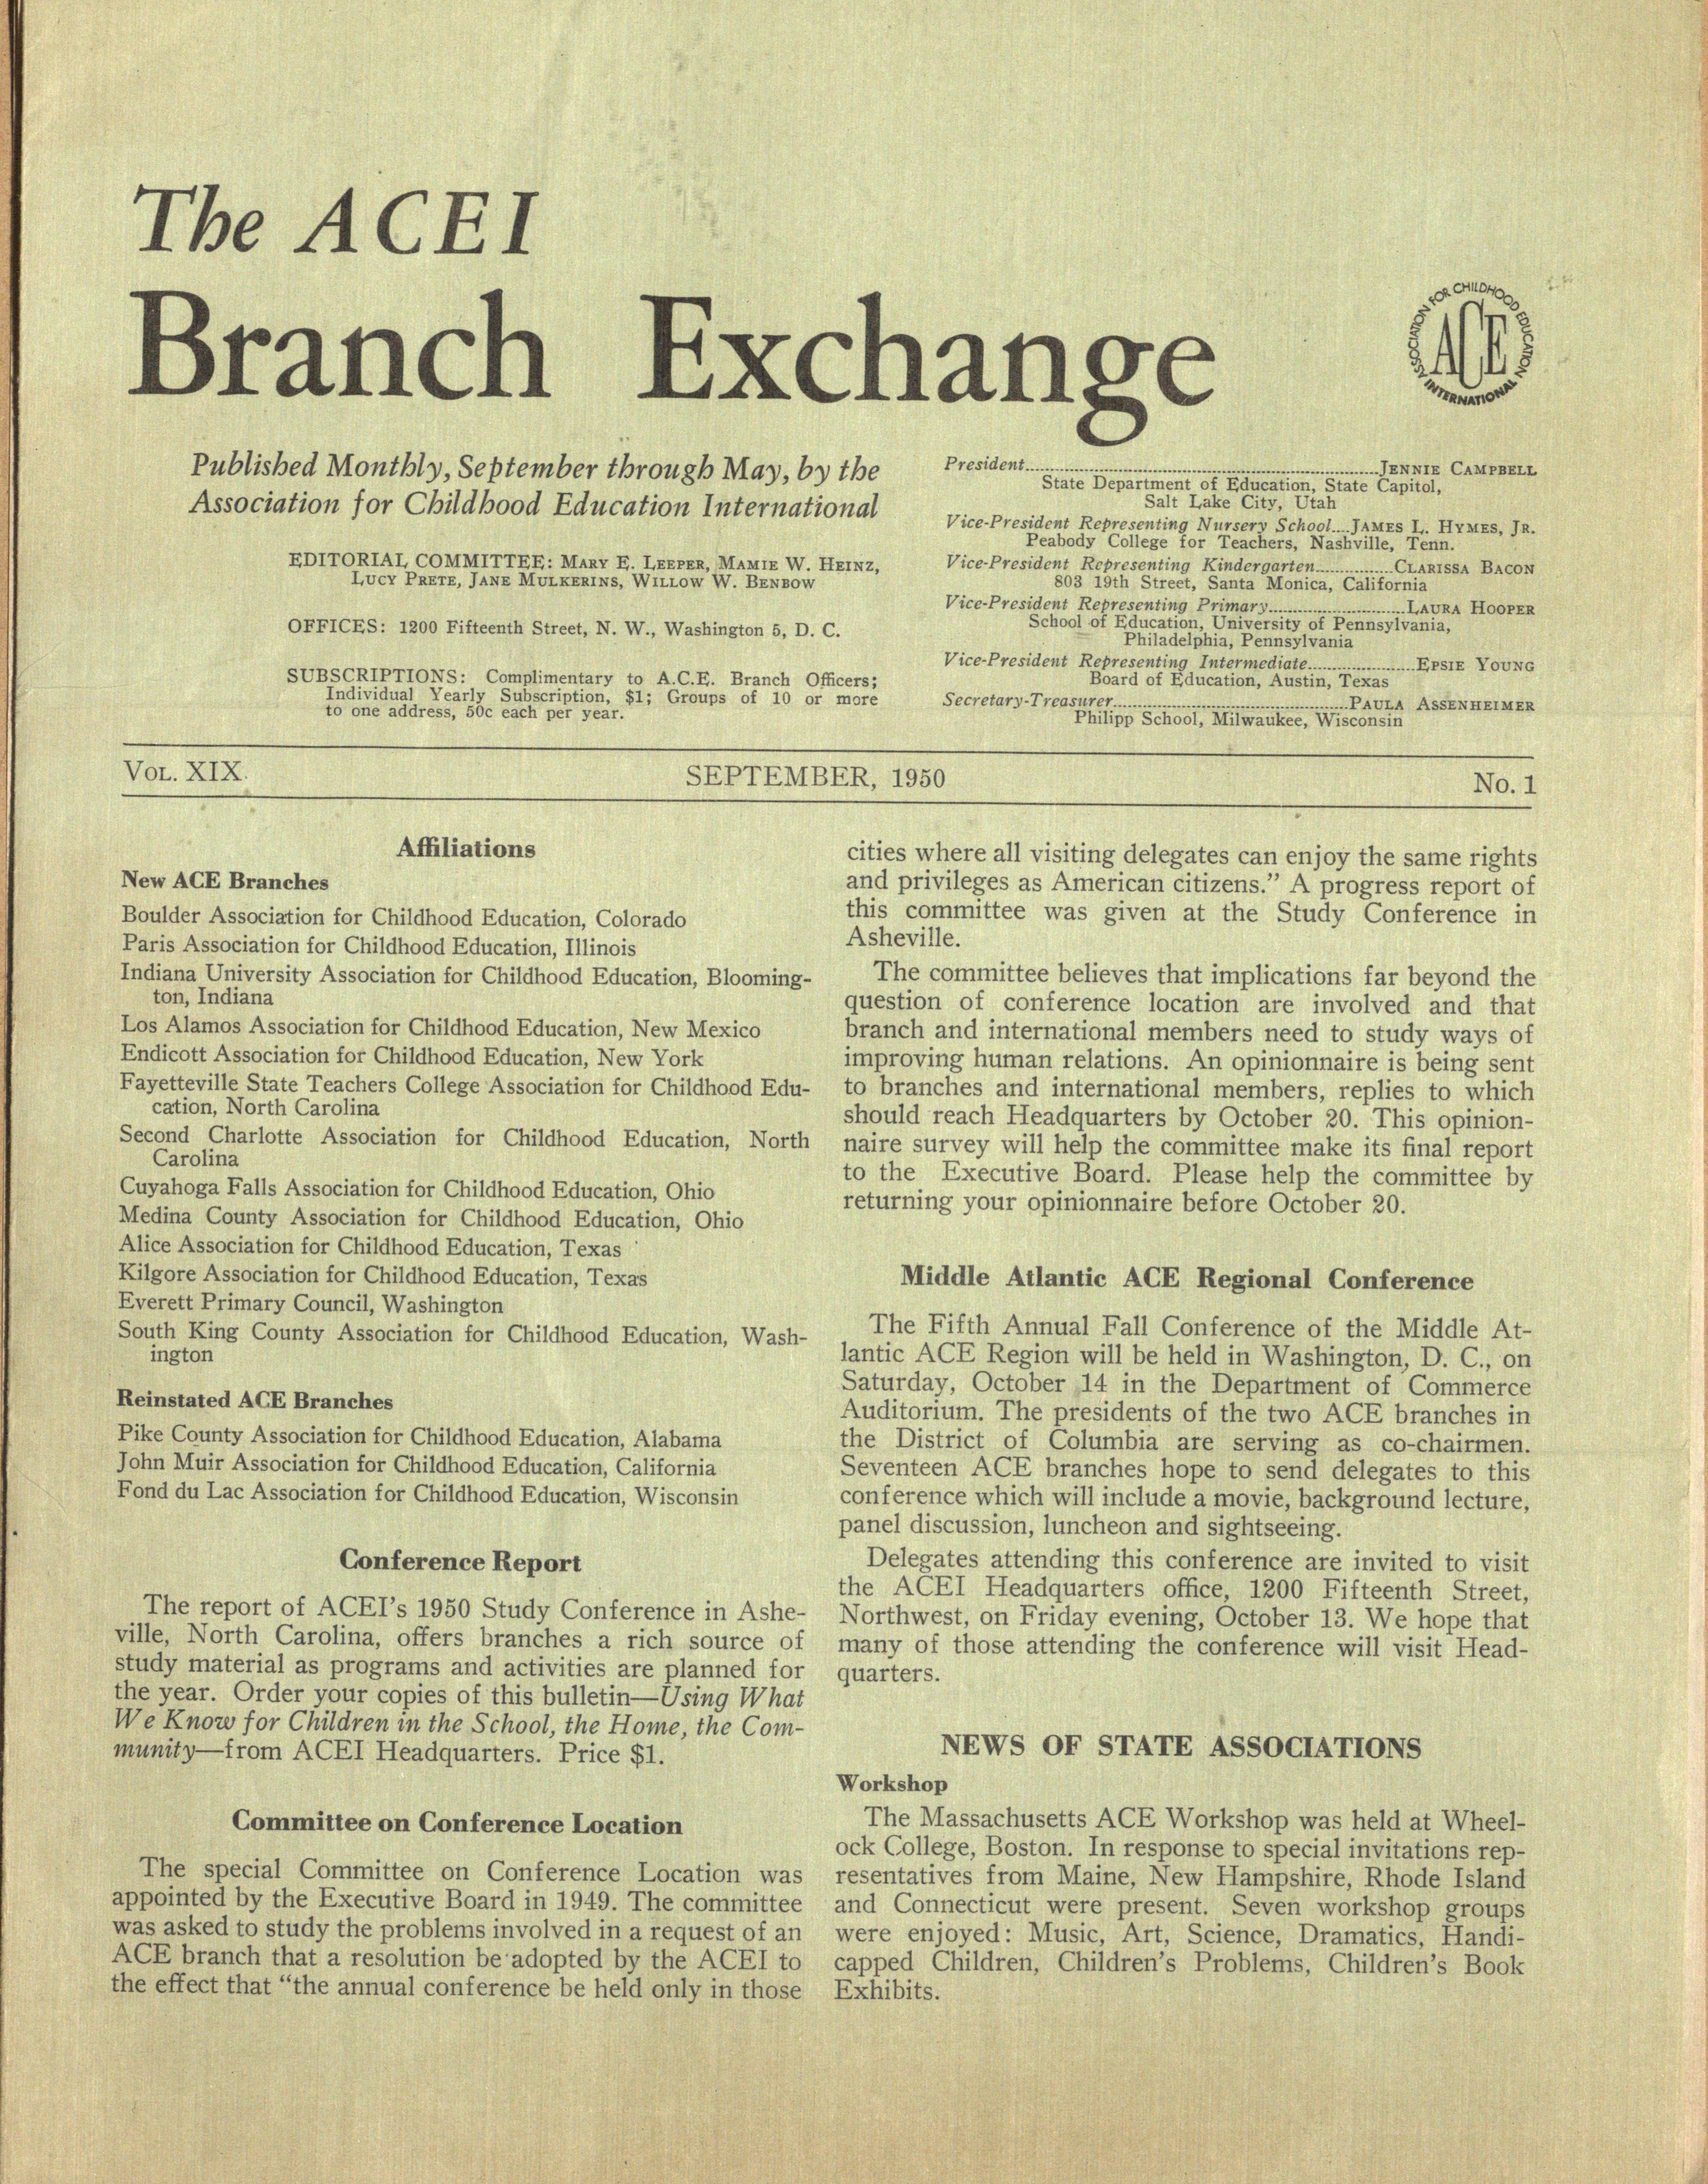 The ACEI
Branch Exchange
ASSOCIATION FOR CHILDHOOD EDUCATION
INTERNATIONAL
ACE
Published Monthly, September through May, by the
Association for Childhood Education International
EDITORIAL COMMITTEE: MARY E. LEEPER, MAMIE W. HEINZ,
LUCY PRETE, JANE MULKERINS, WILLOW W. BENBOW
OFFICES: 1200 Fifteenth Street, N. W., Washington 5, D. C.
SUBSCRIPTIONS: Complimentary to A.C.E. Branch Officers;
Individual Yearly Subscription, $1; Groups of 10 or more
to one address, 50c each per year.
President....JENNIE CAMPBELL
State Department of Education, State Capitol,
Salt Lake City, Utah
Vice-President Representing Nursery School....JAMES L. HYMES, JR.
Peabody College for Teachers, Nashville, Tenn.
Vice-President Representing Kindergarten....CLARISSA BACON
803 19th Street, Santa Monica, California
Vice-President Representing Primary....LAURA HOOPER
School of Education, University of Pennsylvania,
Philadelphia, Pennsylvania
Vice-President Representing Intermediate....EPSIE YOUNG
Board of Education, Austin, Texas
Secretary-Treasurer....PAULA ASSENHEIMER
Philipp School, Milwaukee, Wisconsin
VOL. XIX. SEPTEMBER, 1950 No. 1
Affiliations
New ACE Branches
Boulder Association for Childhood Education, Colorado
Paris Association for Childhood Education, Illinois
Indiana University Association for Childhood Education, Blooming-
ton, Indiana
Los Alamos Association for Childhood Education, New Mexico
Endicott Association for Childhood Education, New York
Fayetteville State Teachers College Association for Childhood Edu-
cation, North Carolina
Second Charlotte Association for Childhood Education, North
Carolina
Cuyahoga Falls Association for Childhood Education, Ohio
Medina County Association for Childhood Education, Ohio
Alice Association for Childhood Education, Texas
Kilgore Association for Childhood Education, Texas
Everett Primary Council, Washington
South King County Association for Childhood Education, Wash-
ington
Reinstated ACE Branches
Pike County Association for Childhood Education, Alabama
John Muir Association for Childhood Education, California
Fond du Lac Association for Childhood Education, Wisconsin
Conference Report
The report of ACEI's 1950 Study Conference in Ashe-
ville, North Carolina, offers branches a rich source of
study material as programs and activities are planned for
the year. Order your copies of this bulletin—Using What
We Know for Children in the School, the Home, the Com-
munity—from ACEI Headquarters. Price $1.
Committee on Conference Location
The special Committee on Conference Location was
appointed by the Executive Board in 1949. The committee
was asked to study the problems involved in a request of an
ACE branch that a resolution be adopted by the ACEI to
the effect that “the annual conference be held only in those
cities where all visiting delegates can enjoy the same rights
and privileges as American citizens.” A progress report of
this committee was given at the Study Conference in
Asheville.
The committee believes that implications far beyond the
question of conference location are involved and that
branch and international members need to study ways of
improving human relations. An opinionnaire is being sent
to branches and international members, replies to which
should reach Headquarters by October 20. This opinion-
naire survey will help the committee make its final report
to the Executive Board. Please help the committee by
returning your opinionnaire before October 20.
Middle Atlantic ACE Regional Conference
The Fifth Annual Fall Conference of the Middle At-
lantic ACE Region will be held in Washington, D. C., on
Saturday, October 14 in the Department of Commerce
Auditorium. The presidents of the two ACE branches in
the District of Columbia are serving as co-chairmen.
Seventeen ACE branches hope to send delegates to this
conference which will include a movie, background lecture,
panel discussion, luncheon and sightseeing.
Delegates attending this conference are invited to visit
the ACEI Headquarters office, 1200 Fifteenth Street,
Northwest, on Friday evening, October 13. We hope that
many of those attending the conference will visit Head-
quarters.
NEWS OF STATE ASSOCIATIONS
Workshop
The Massachusetts ACE Workshop was held at Wheel-
ock College, Boston. In response to special invitations rep-
resentatives from Maine, New Hampshire, Rhode Island
and Connecticut were present. Seven workshop groups
were enjoyed: Music, Art, Science, Dramatics, Handi-
capped Children, Children's Problems, Children's Book
Exhibits.